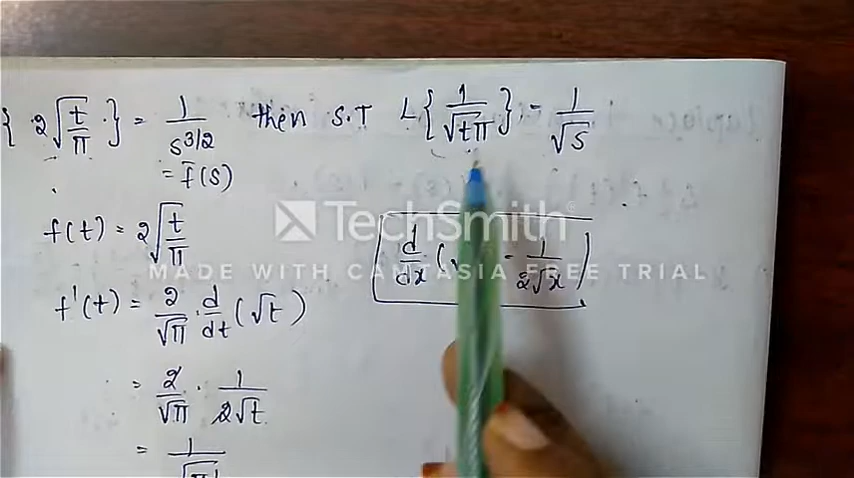 { 2√(t/π) } = 1/s^(3/2) then S.T L{ 1/√(tπ) } = 1/√s
= f̄(s)
f(t) = 2√(t/π)
TechSmith
d/dx (√ = 1/(2√x))
MADE WITH CAMTASIA FREE TRIAL
f'(t) = 2/√π · d/dt (√t)
= 2/√π · 1/(2√t)
= 1/√π